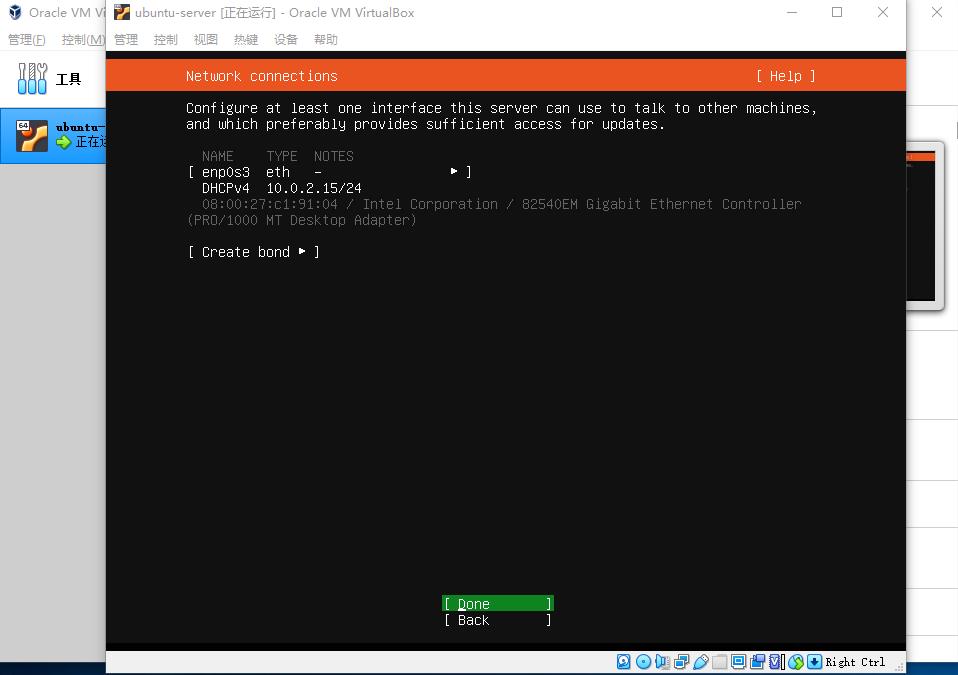 Oracle VM Vi
ubuntu-server [正在运行] - Oracle VM VirtualBox
管理(F) 控制(M)
管理 控制 视图 热键 设备 帮助
工具
64
ubuntu-
正在运
Network connections [ Help ]
Configure at least one interface this server can use to talk to other machines,
and which preferably provides sufficient access for updates.
NAME TYPE NOTES
[ enp0s3 eth – ▸ ]
DHCPv4 10.0.2.15/24
08:00:27:c1:91:04 / Intel Corporation / 82540EM Gigabit Ethernet Controller
(PRO/1000 MT Desktop Adapter)
[ Create bond ▸ ]
[ Done ]
[ Back ]
Right Ctrl